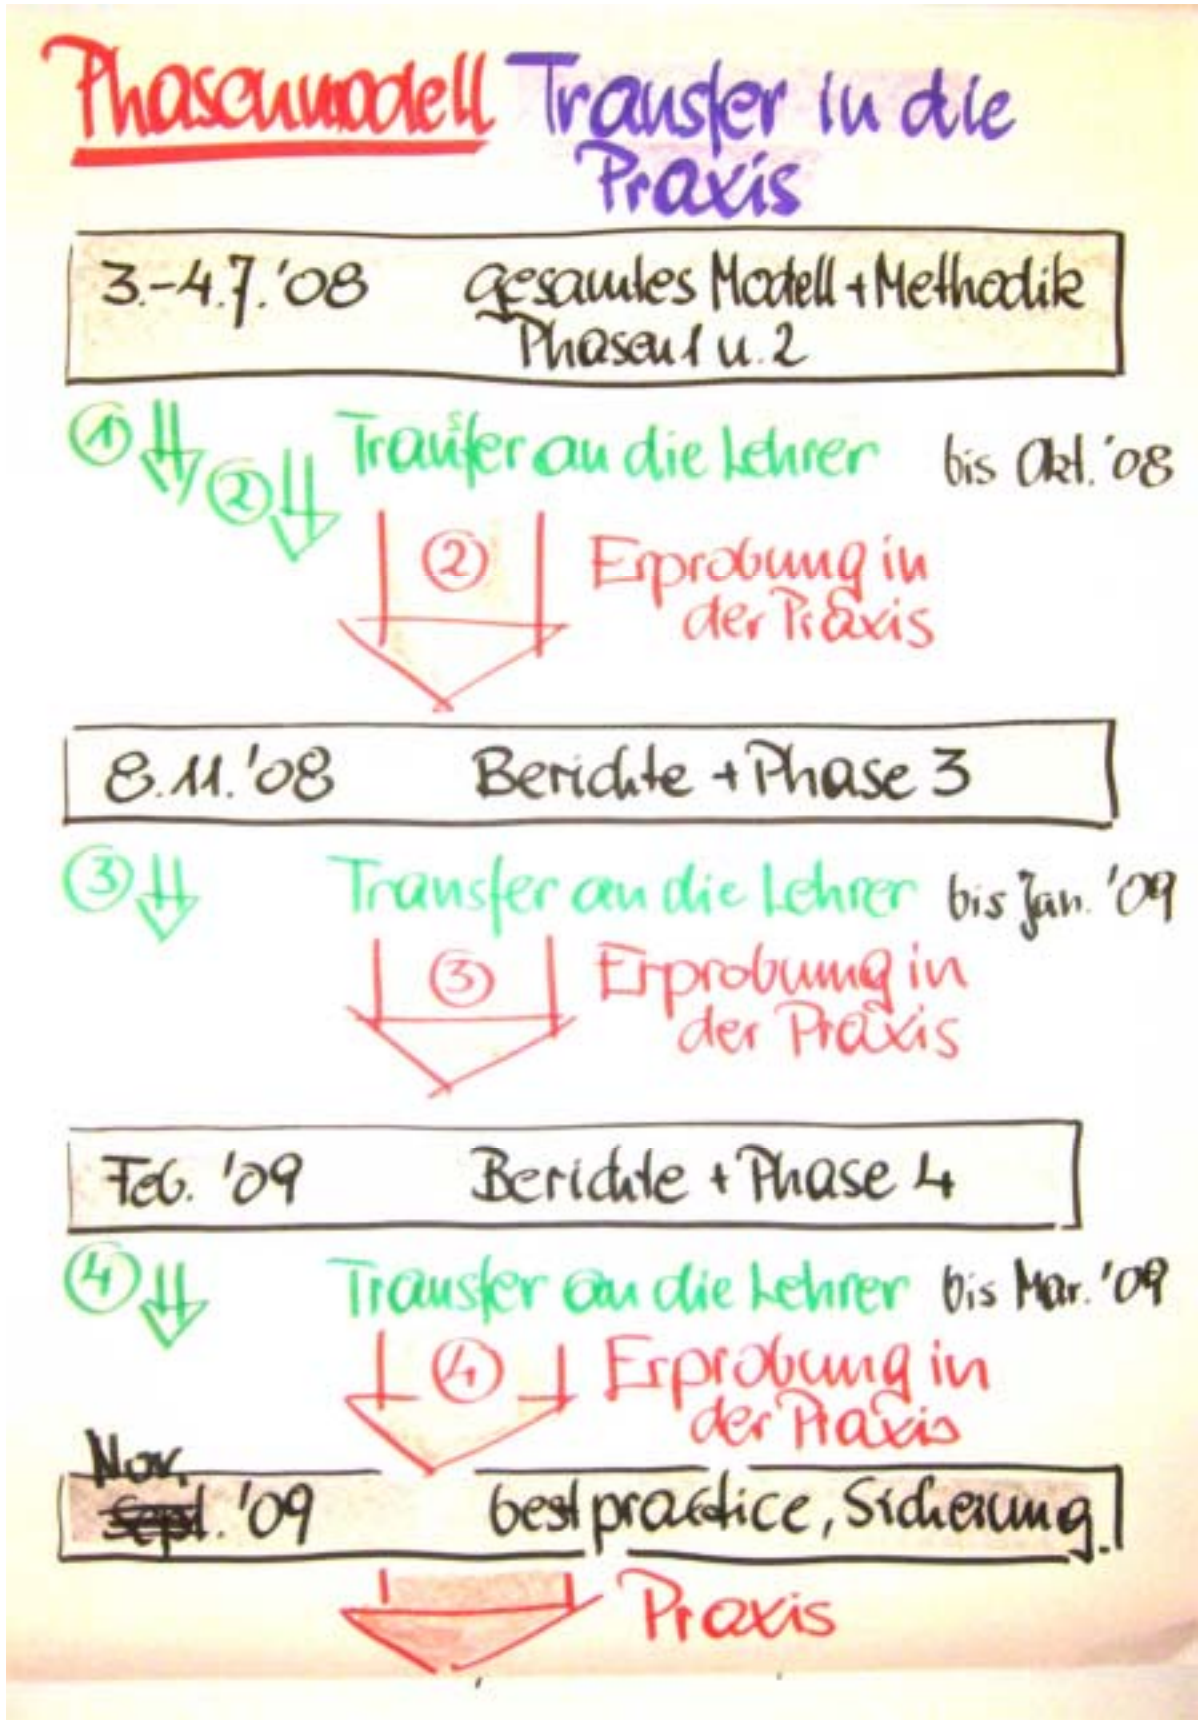 Phasenmodell Transfer in die
Praxis
3.-4.7.'08 gesamtes Modell + Methodik
Phasen 1 u. 2
① ② Transfer an die Lehrer bis Okt. '08
② Erprobung in
der Praxis
8.11.'08 Berichte + Phase 3
③ Transfer an die Lehrer bis Jan. '09
③ Erprobung in
der Praxis
Feb. '09 Berichte + Phase 4
④ Transfer an die Lehrer bis Mar. '09
④ Erprobung in
der Praxis
Nov.
Sept. '09 best practice, Sicherung
Praxis